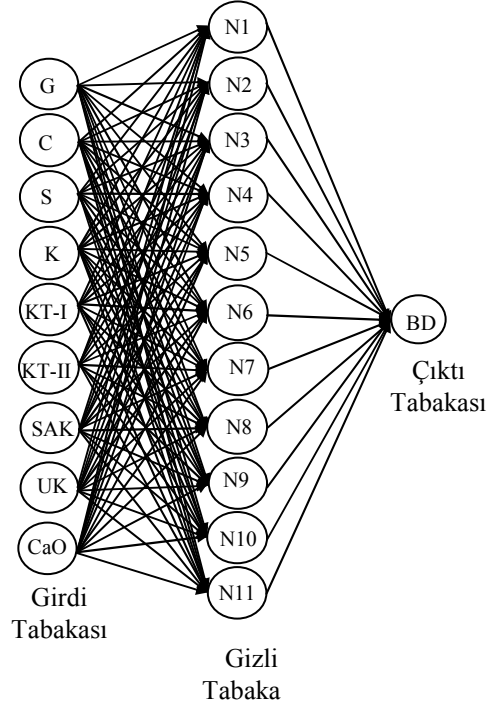 G
C
S
K
KT-I
KT-II
SAK
UK
CaO
Girdi
Tabakası
N1
N2
N3
N4
N5
N6
N7
N8
N9
N10
N11
Gizli
Tabaka
BD
Çıktı
Tabakası